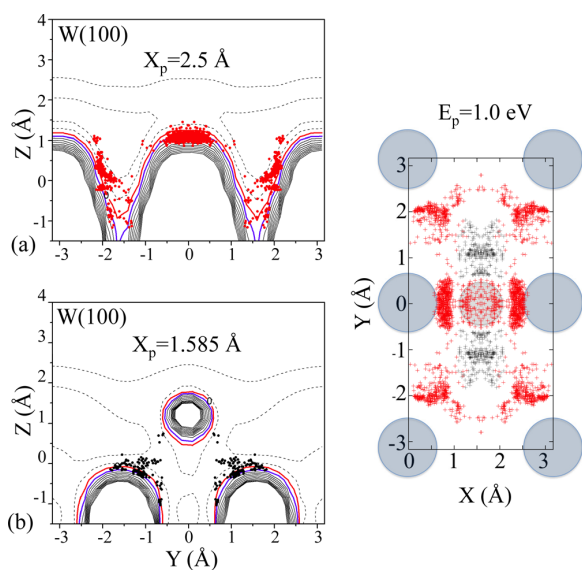 W(100)
Xp=2.5 Å
Z (Å)
4
3
2
1
0
-1
(a)
-3 -2 -1 0 1 2 3
W(100)
Xp=1.585 Å
Z (Å)
4
3
2
1
0
-1
(b)
-3 -2 -1 0 1 2 3
Y (Å)
Ep=1.0 eV
Y (Å)
3
2
1
0
-1
-2
-3
0 1 2 3
X (Å)